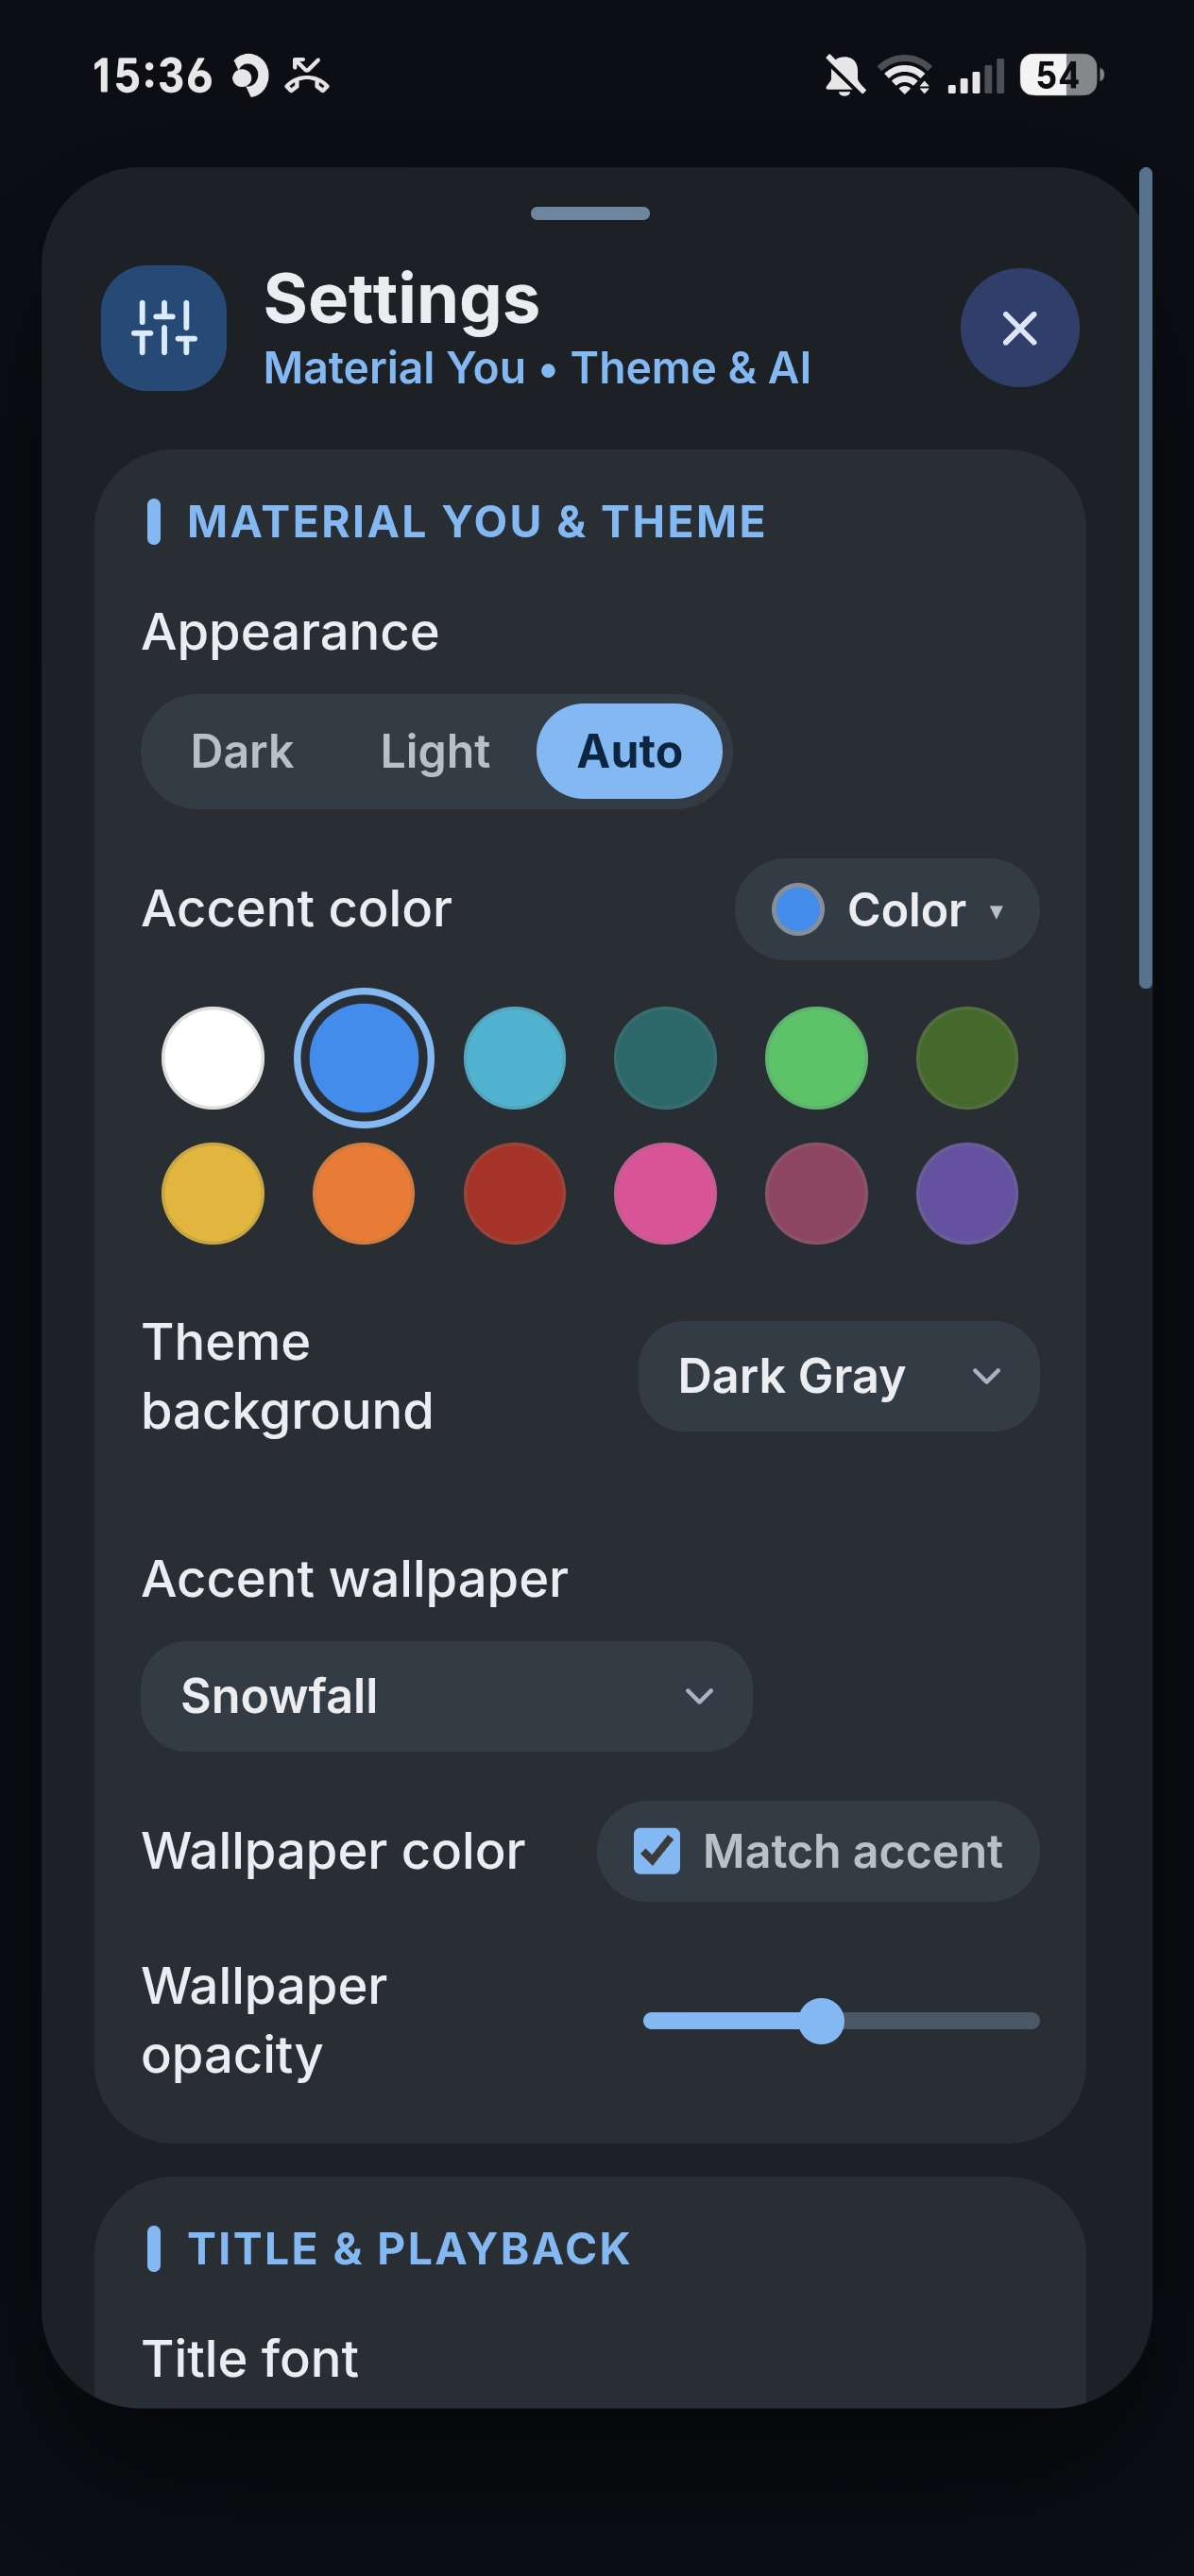 15:36
54
Settings
Material You • Theme & AI
MATERIAL YOU & THEME
Appearance
Dark Light Auto
Accent color
Color ▾
Theme
background
Dark Gray
Accent wallpaper
Snowfall
Wallpaper color
Match accent
Wallpaper
opacity
TITLE & PLAYBACK
Title font